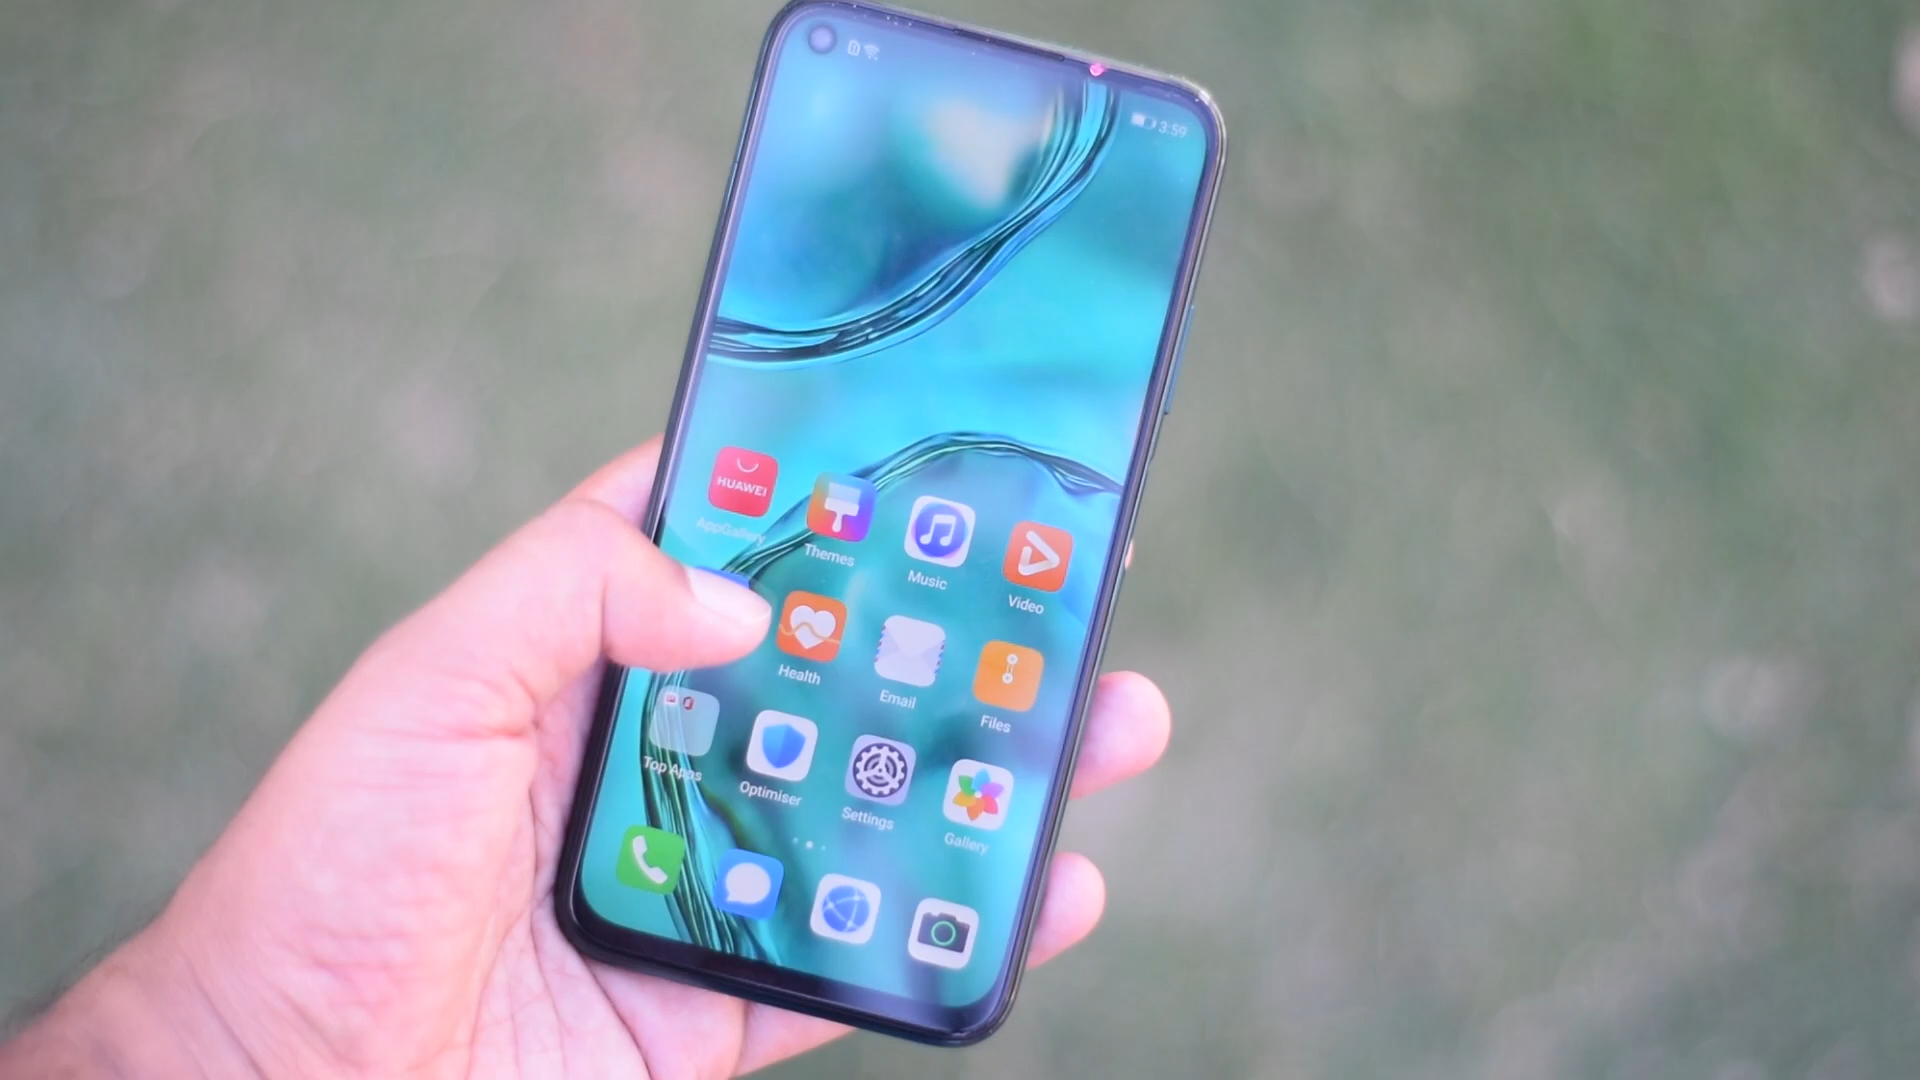 3:59
HUAWEI
AppGallery
Themes
Music
Video
Health
Email
Files
Top Apps
Optimiser
Settings
Gallery